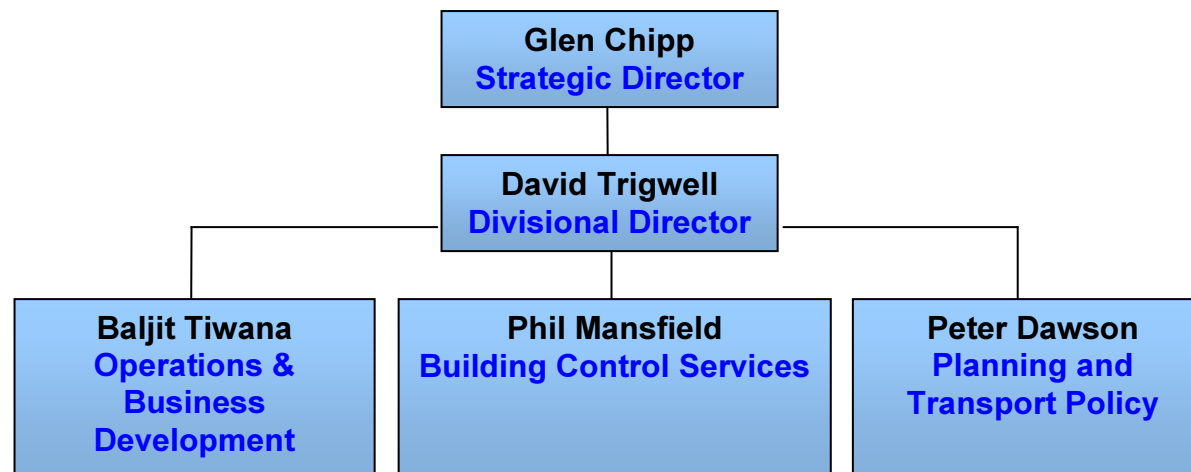 Glen Chipp
Strategic Director
David Trigwell
Divisional Director
Baljit Tiwana
Operations &
Business
Development
Phil Mansfield
Building Control Services
Peter Dawson
Planning and
Transport Policy